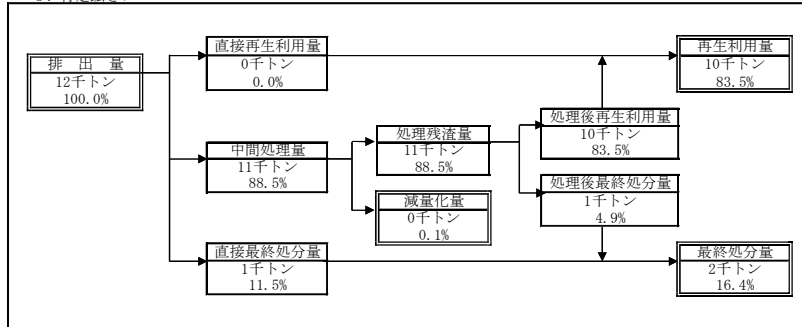 排 出 量
12千トン
100.0%
直接再生利用量
0千トン
0.0%
再生利用量
10千トン
83.5%
中間処理量
11千トン
88.5%
処理残渣量
11千トン
88.5%
処理後再生利用量
10千トン
83.5%
減量化量
0千トン
0.1%
処理後最終処分量
1千トン
4.9%
直接最終処分量
1千トン
11.5%
最終処分量
2千トン
16.4%